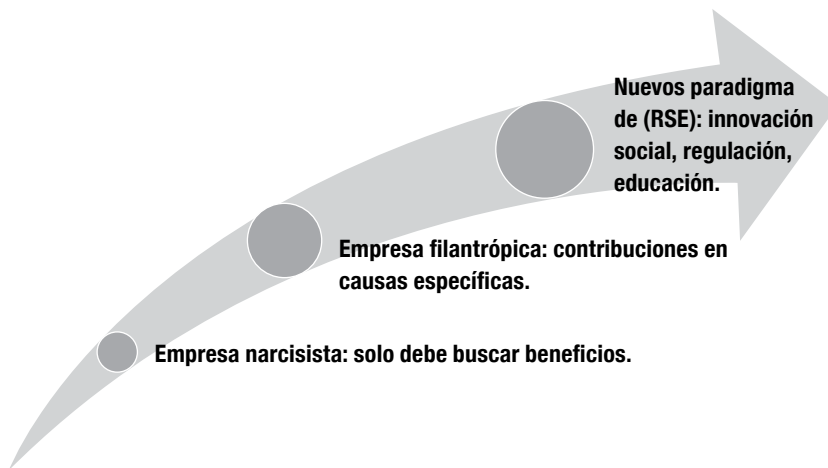 Nuevos paradigma
de (RSE): innovación
social, regulación,
educación.
Empresa filantrópica: contribuciones en
causas específicas.
Empresa narcisista: solo debe buscar beneficios.